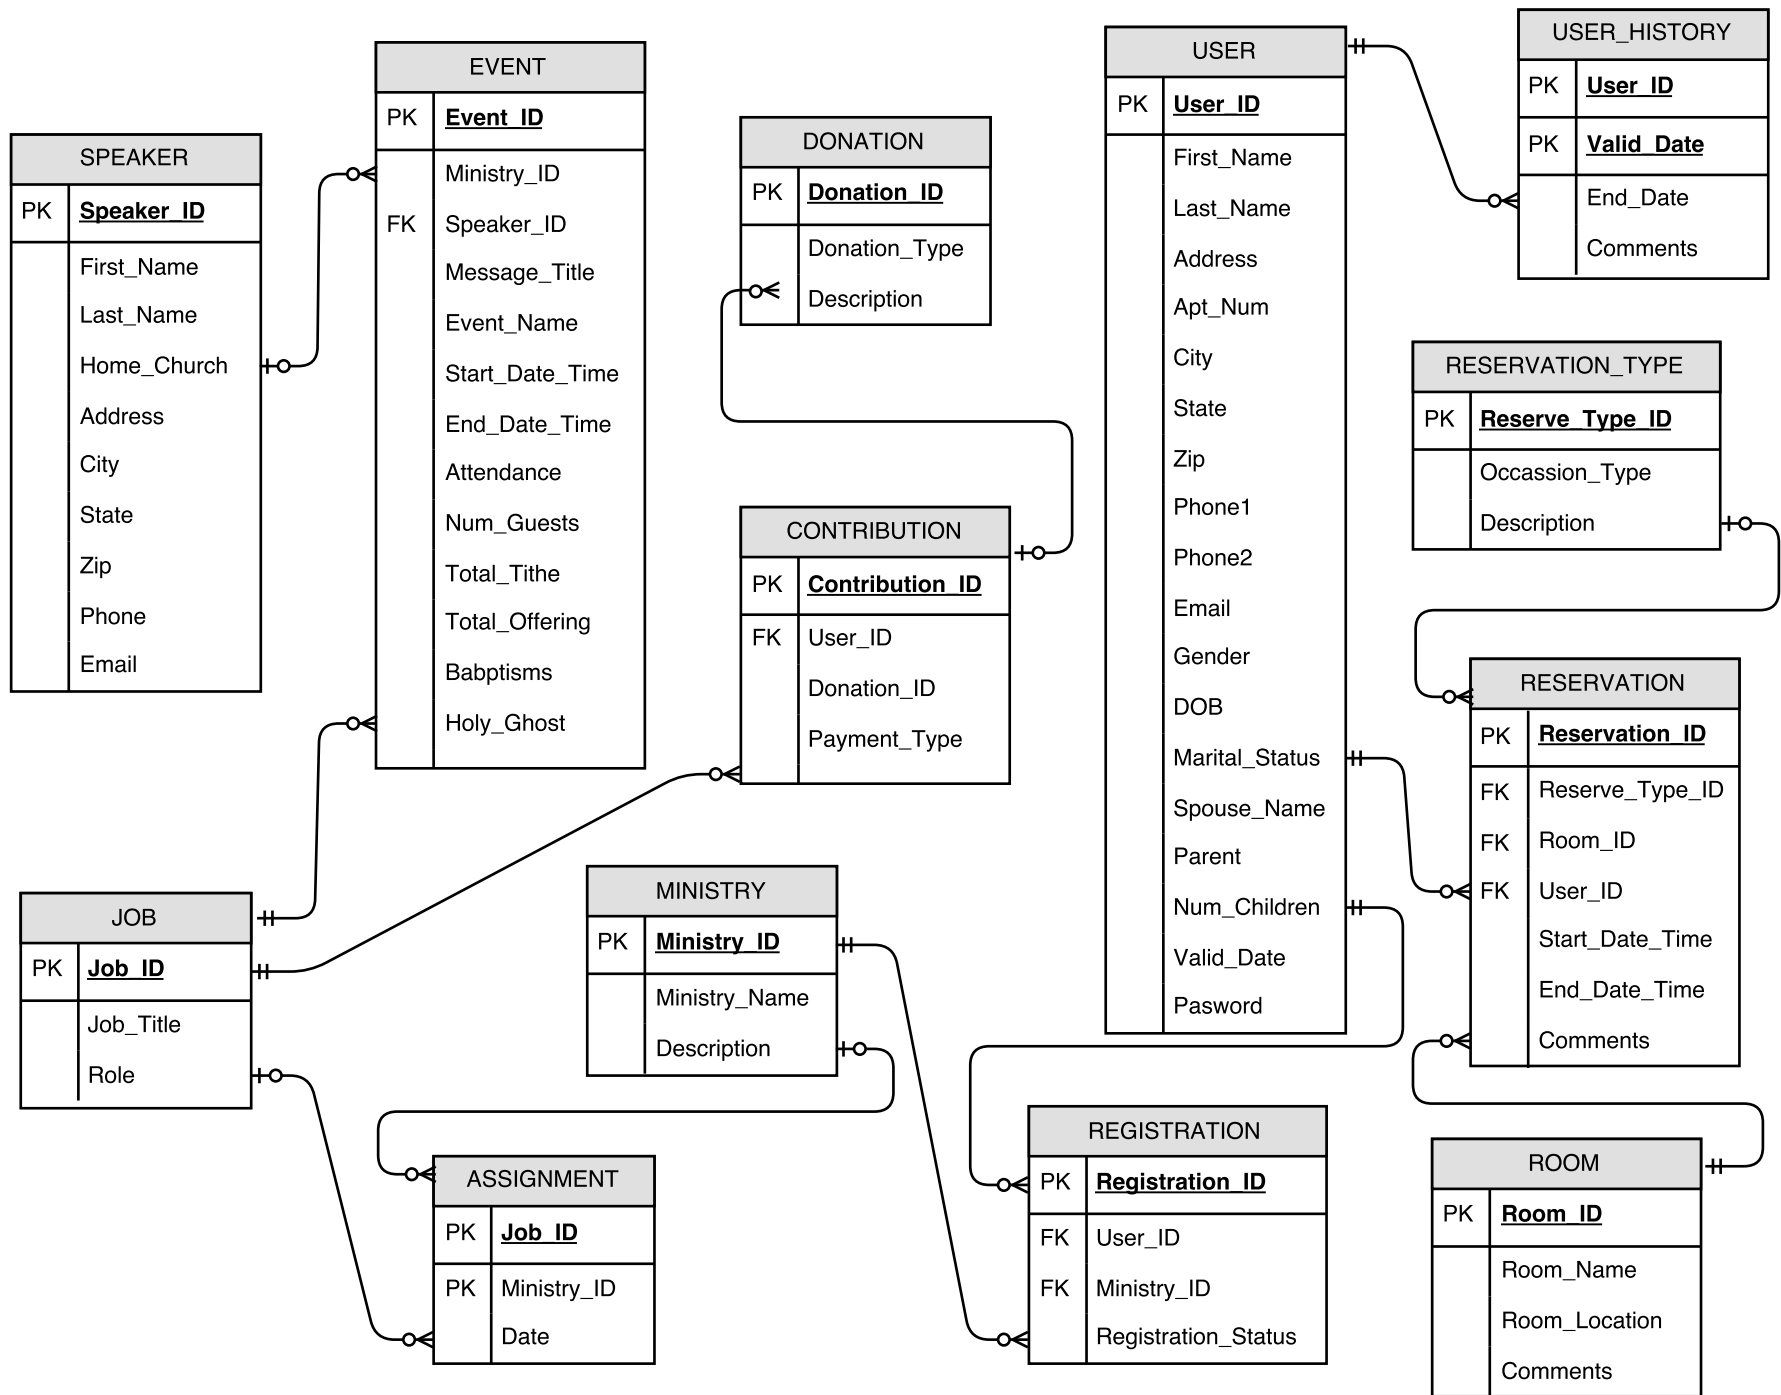 SPEAKER
PK Speaker_ID
First_Name
Last_Name
Home_Church
Address
City
State
Zip
Phone
Email
EVENT
PK Event_ID
Ministry_ID
FK Speaker_ID
Message_Title
Event_Name
Start_Date_Time
End_Date_Time
Attendance
Num_Guests
Total_Tithe
Total_Offering
Babptisms
Holy_Ghost
DONATION
PK Donation_ID
Donation_Type
Description
CONTRIBUTION
PK Contribution_ID
FK User_ID
Donation_ID
Payment_Type
USER
PK User_ID
First_Name
Last_Name
Address
Apt_Num
City
State
Zip
Phone1
Phone2
Email
Gender
DOB
Marital_Status
Spouse_Name
Parent
Num_Children
Valid_Date
Pasword
USER_HISTORY
PK User_ID
PK Valid_Date
End_Date
Comments
RESERVATION_TYPE
PK Reserve_Type_ID
Occassion_Type
Description
RESERVATION
PK Reservation_ID
FK Reserve_Type_ID
FK Room_ID
FK User_ID
Start_Date_Time
End_Date_Time
Comments
JOB
PK Job_ID
Job_Title
Role
MINISTRY
PK Ministry_ID
Ministry_Name
Description
ASSIGNMENT
PK Job_ID
PK Ministry_ID
Date
REGISTRATION
PK Registration_ID
FK User_ID
FK Ministry_ID
Registration_Status
ROOM
PK Room_ID
Room_Name
Room_Location
Comments